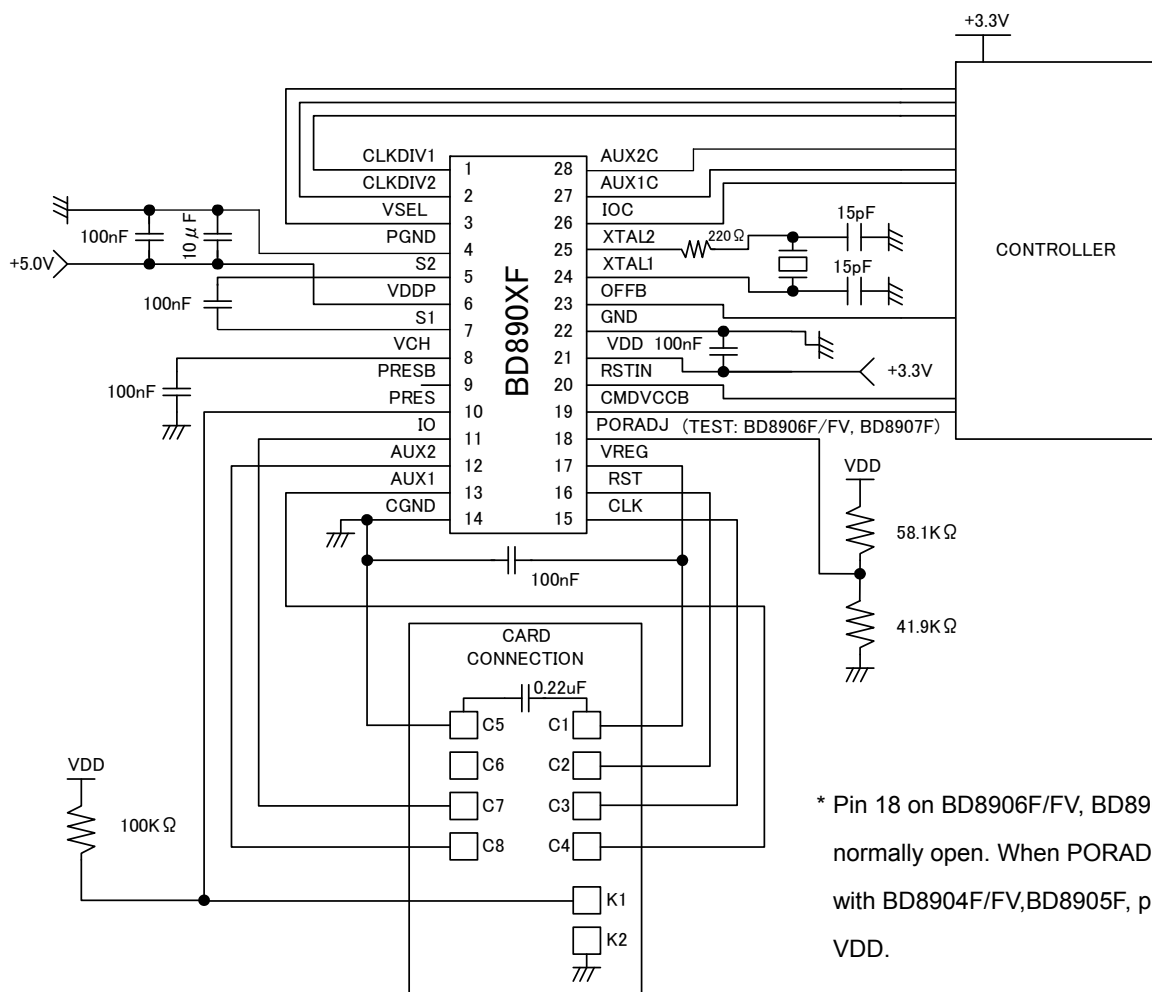 +3.3V
CONTROLLER
CLKDIV1
CLKDIV2
VSEL
PGND
S2
VDDP
S1
VCH
PRESB
PRES
IO
AUX2
AUX1
CGND
1
2
3
4
5
6
7
8
9
10
11
12
13
14
BD890XF
28
27
26
25
24
23
22
21
20
19
18
17
16
15
AUX2C
AUX1C
IOC
XTAL2
XTAL1
OFFB
GND
VDD
RSTIN
CMDVCCB
PORADJ (TEST: BD8906F/FV, BD8907F)
VREG
RST
CLK
100nF
10μF
+5.0V
100nF
100nF
220Ω
15pF
15pF
100nF
+3.3V
VDD
58.1KΩ
41.9KΩ
100nF
CARD
CONNECTION
0.22uF
C5
C1
C6
C2
C7
C3
C8
C4
K1
K2
VDD
100KΩ
* Pin 18 on BD8906F/FV, BD89
normally open. When PORAD
with BD8904F/FV,BD8905F, p
VDD.